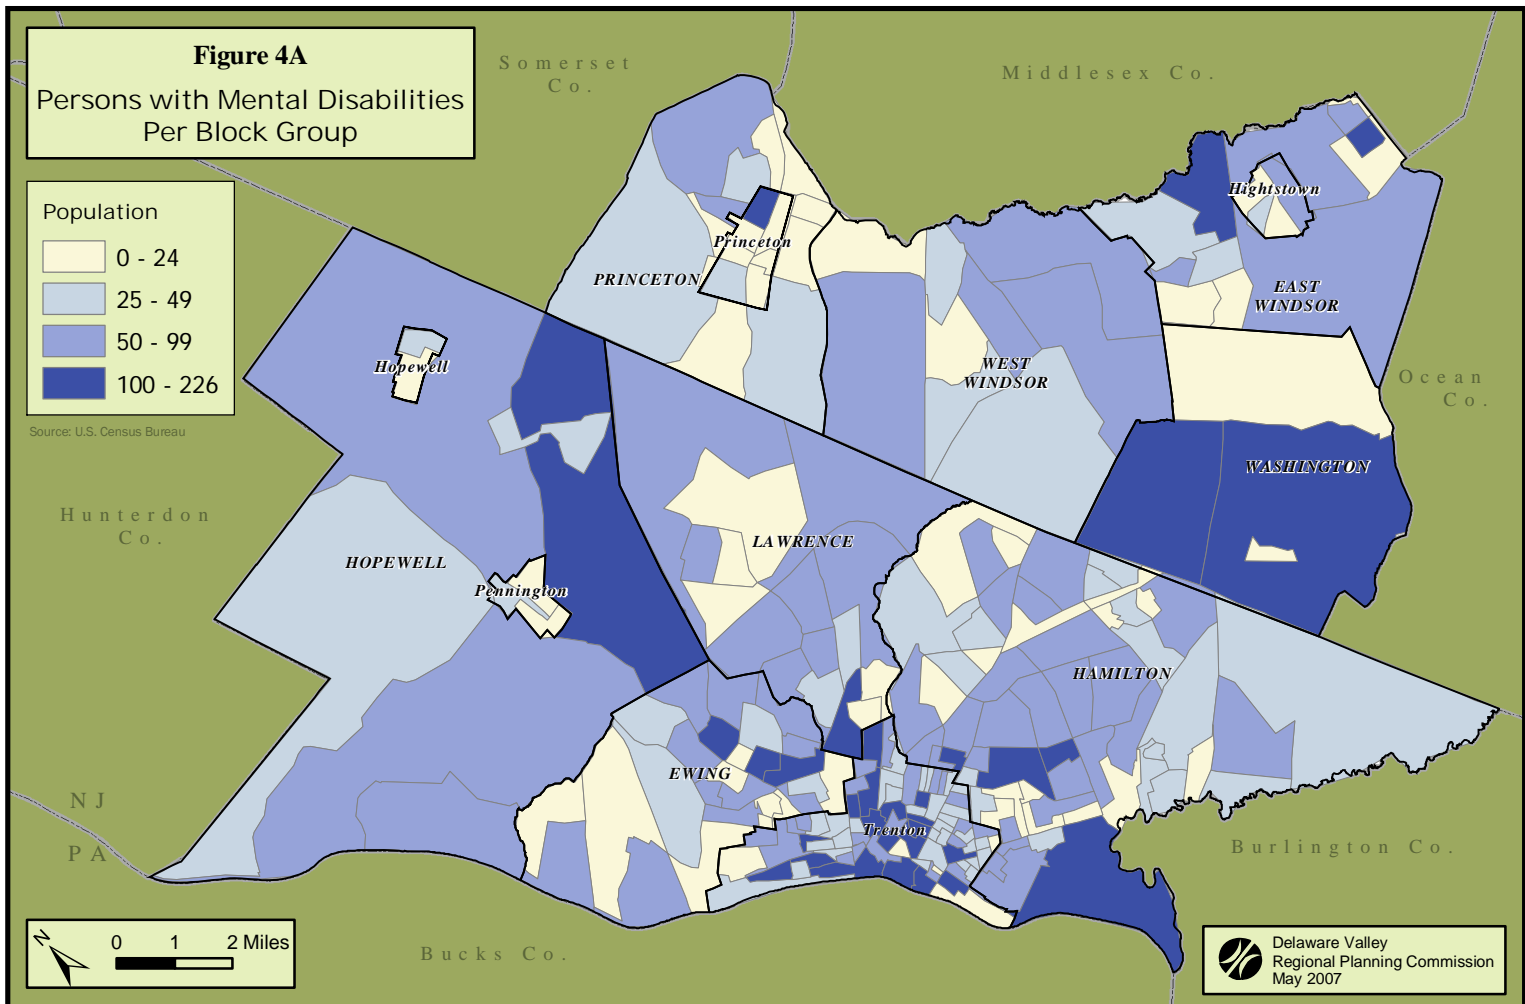 Figure 4A
Persons with Mental Disabilities
Per Block Group
Population
0 - 24
25 - 49
50 - 99
100 - 226
Source: U.S. Census Bureau
Somerset
Co.
Middlesex Co.
Hightstown
Princeton
PRINCETON
EAST
WINDSOR
Hopewell
WEST
WINDSOR
Ocean
Co.
WASHINGTON
Hunterdon
Co.
LAWRENCE
HOPEWELL
Pennington
HAMILTON
EWING
NJ
PA
Trenton
Burlington Co.
Bucks Co.
N
0 1 2 Miles
Delaware Valley
Regional Planning Commission
May 2007